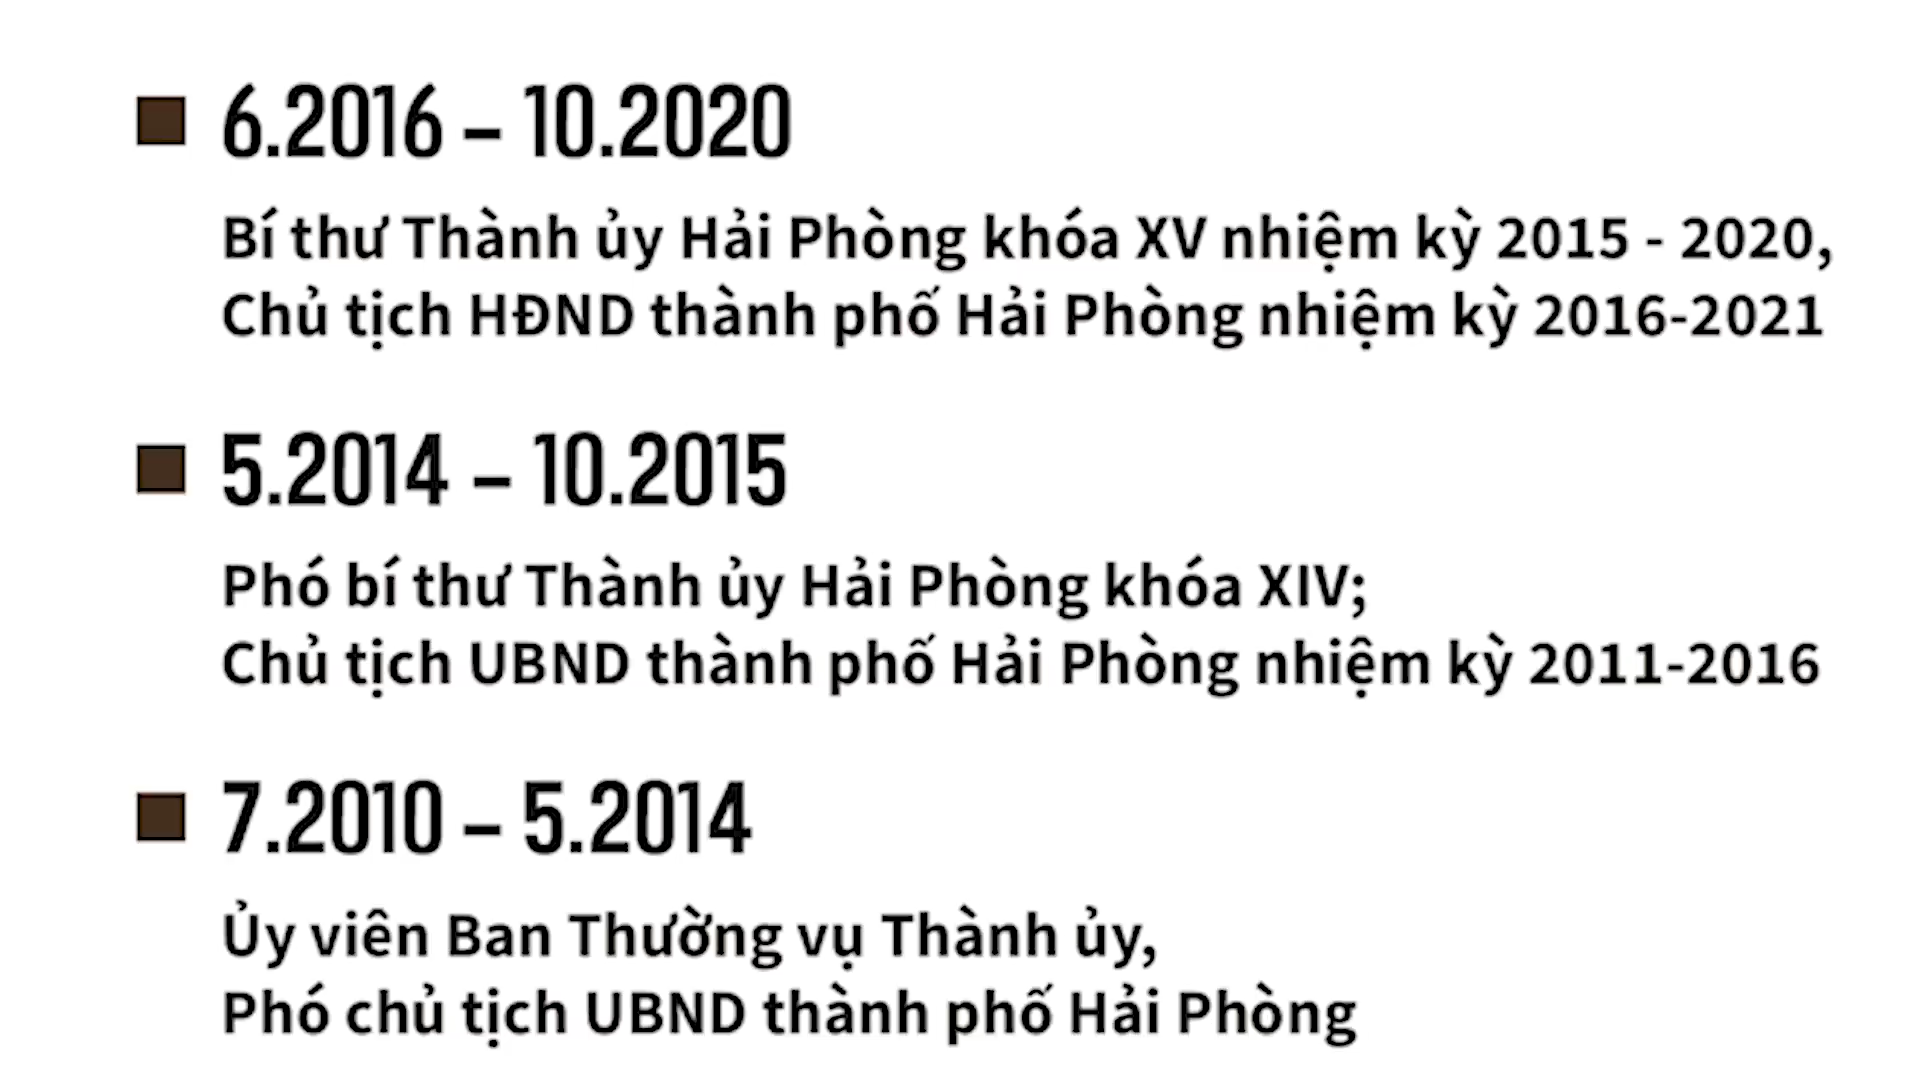 6.2016 – 10.2020
Bí thư Thành ủy Hải Phòng khóa XV nhiệm kỳ 2015 - 2020,
Chủ tịch HĐND thành phố Hải Phòng nhiệm kỳ 2016-2021
5.2014 – 10.2015
Phó bí thư Thành ủy Hải Phòng khóa XIV;
Chủ tịch UBND thành phố Hải Phòng nhiệm kỳ 2011-2016
7.2010 – 5.2014
Ủy viên Ban Thường vụ Thành ủy,
Phó chủ tịch UBND thành phố Hải Phòng